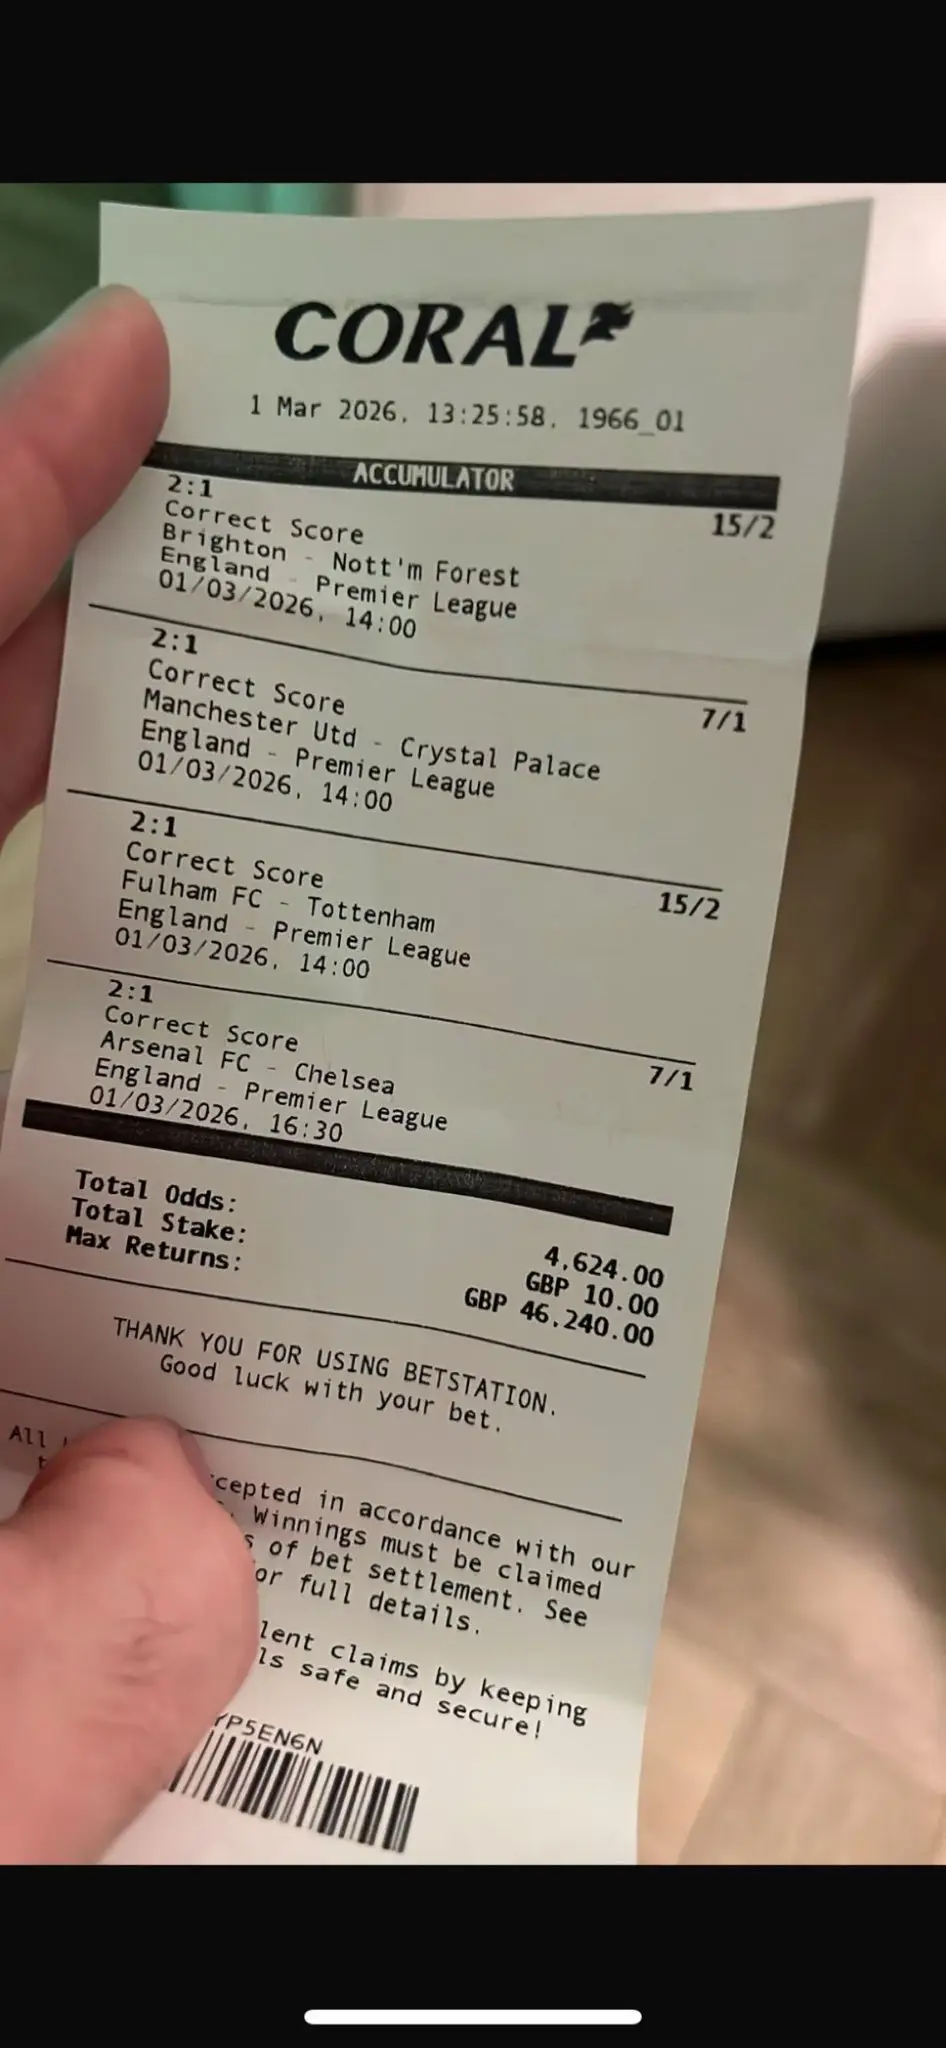 CORAL
1 Mar 2026, 13:25:58, 1966_01
ACCUMULATOR
2:1
15/2
Correct Score
Brighton - Nott'm Forest
England - Premier League
01/03/2026, 14:00
2:1
7/1
Correct Score
Manchester Utd - Crystal Palace
England - Premier League
01/03/2026, 14:00
2:1
15/2
Correct Score
Fulham FC - Tottenham
England - Premier League
01/03/2026, 14:00
2:1
7/1
Correct Score
Arsenal FC - Chelsea
England - Premier League
01/03/2026, 16:30
Total Odds: 4,624.00
Total Stake: GBP 10.00
Max Returns: GBP 46,240.00
THANK YOU FOR USING BETSTATION.
Good luck with your bet.
All
cepted in accordance with our
Winnings must be claimed
s of bet settlement. See
or full details.
lent claims by keeping
ls safe and secure!
YP5EN6N